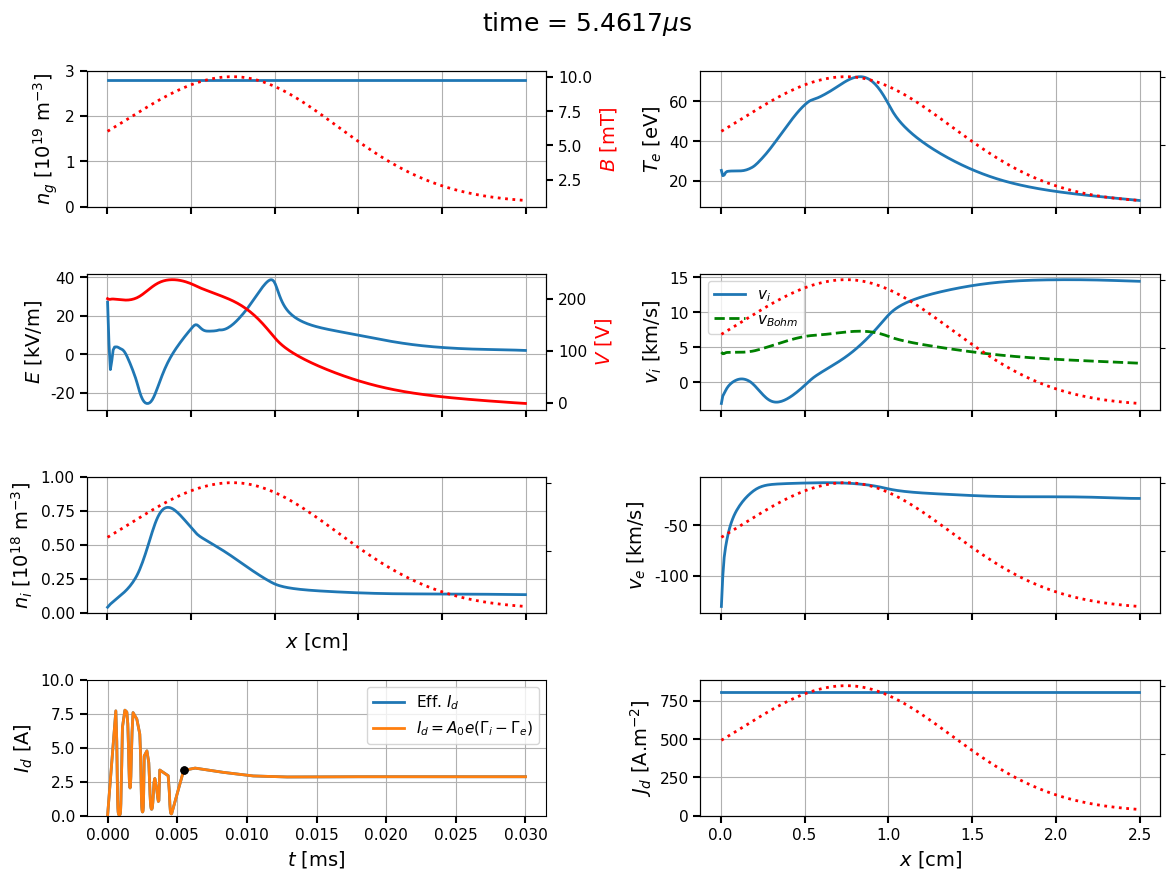 time = 5.4617μs
n_g [10^19 m^−3]
3
2
1
0
10.0
7.5
5.0
2.5
B [mT]
T_e [eV]
60
40
20
E [kV/m]
40
20
0
-20
200
100
0
V [V]
v_i [km/s]
15
10
5
0
v_i
v_Bohm
n_i [10^18 m^−3]
1.00
0.75
0.50
0.25
0.00
x [cm]
v_e [km/s]
-50
-100
I_d [A]
10.0
7.5
5.0
2.5
0.0
Eff. I_d
I_d = A_0e(Γ_i − Γ_e)
0.000 0.005 0.010 0.015 0.020 0.025 0.030
t [ms]
J_d [A.m^−2]
750
500
250
0
0.0 0.5 1.0 1.5 2.0 2.5
x [cm]